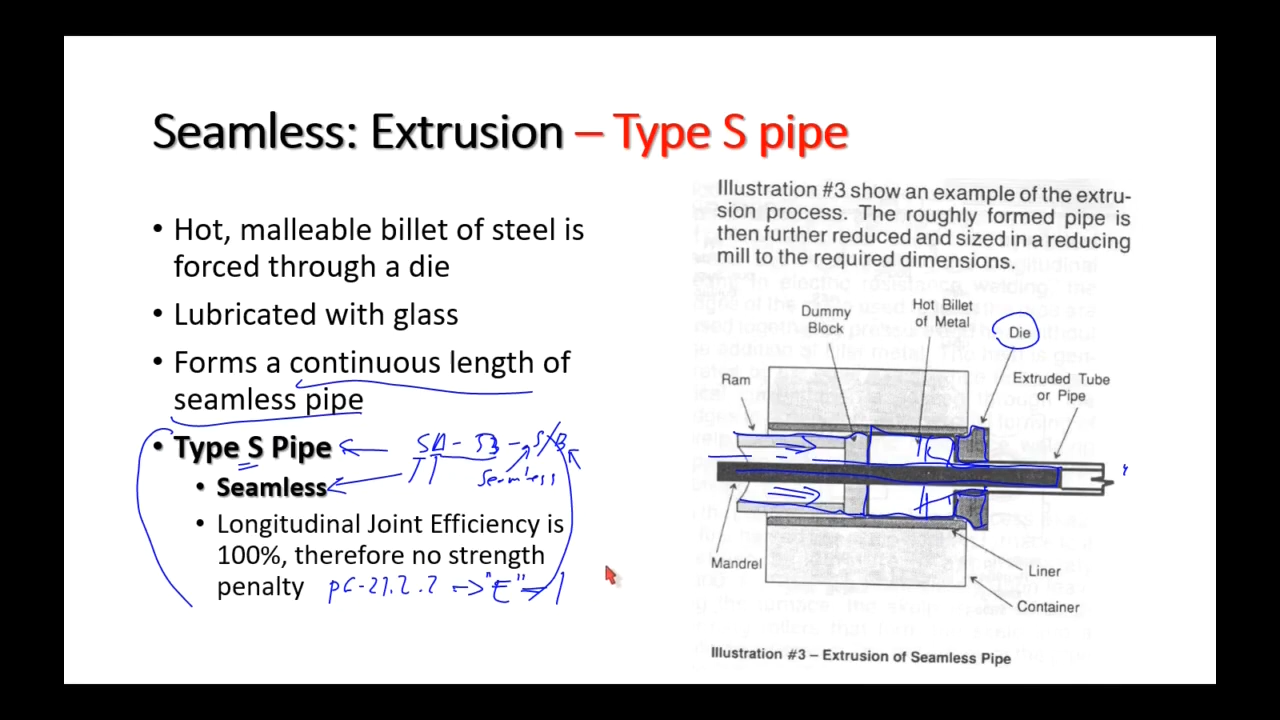 Seamless: Extrusion – Type S pipe
• Hot, malleable billet of steel is
forced through a die
• Lubricated with glass
• Forms a continuous length of
seamless pipe
• Type S Pipe
SA-53-S/B
seamless
• Seamless
• Longitudinal Joint Efficiency is
100%, therefore no strength
penalty PG-27.2.2 "E" 1
Illustration #3 show an example of the extru-
sion process. The roughly formed pipe is
then further reduced and sized in a reducing
mill to the required dimensions.
Dummy
Block
Hot Billet
of Metal
Die
Ram
Extruded Tube
or Pipe
Mandrel
Liner
Container
Illustration #3 – Extrusion of Seamless Pipe